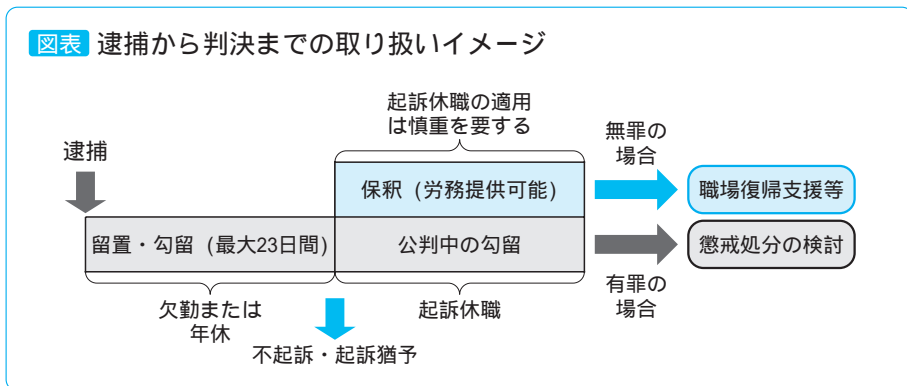 図表 逮捕から判決までの取り扱いイメージ
起訴休職の適用
は慎重を要する
逮捕
無罪の
場合
保釈(労務提供可能)
職場復帰支援等
留置・勾留(最大23日間)
公判中の勾留
懲戒処分の検討
欠勤または
年休
起訴休職
有罪の
場合
不起訴・起訴猶予